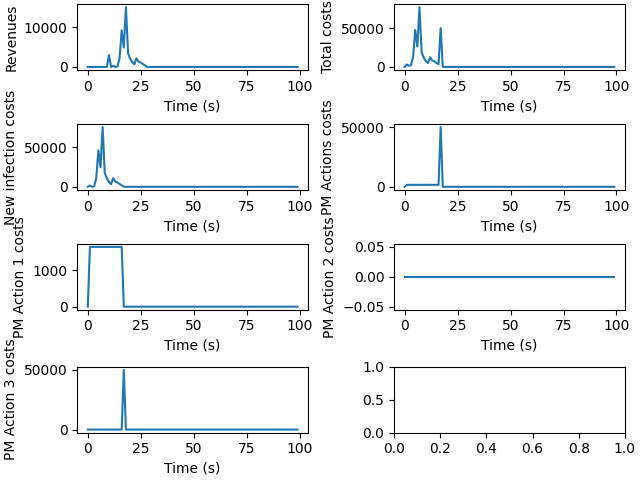 Revenues
10000
0
0 25 50 75 100
Time (s)
Total costs
50000
0
0 25 50 75 100
Time (s)
New infection costs
50000
0
0 25 50 75 100
Time (s)
PM Actions costs
50000
0
0 25 50 75 100
Time (s)
PM Action 1 costs
1000
0
0 25 50 75 100
Time (s)
PM Action 2 costs
0.05
0.00
−0.05
0 25 50 75 100
Time (s)
PM Action 3 costs
50000
0
0 25 50 75 100
Time (s)
1.0
0.5
0.0
0.0 0.2 0.4 0.6 0.8 1.0